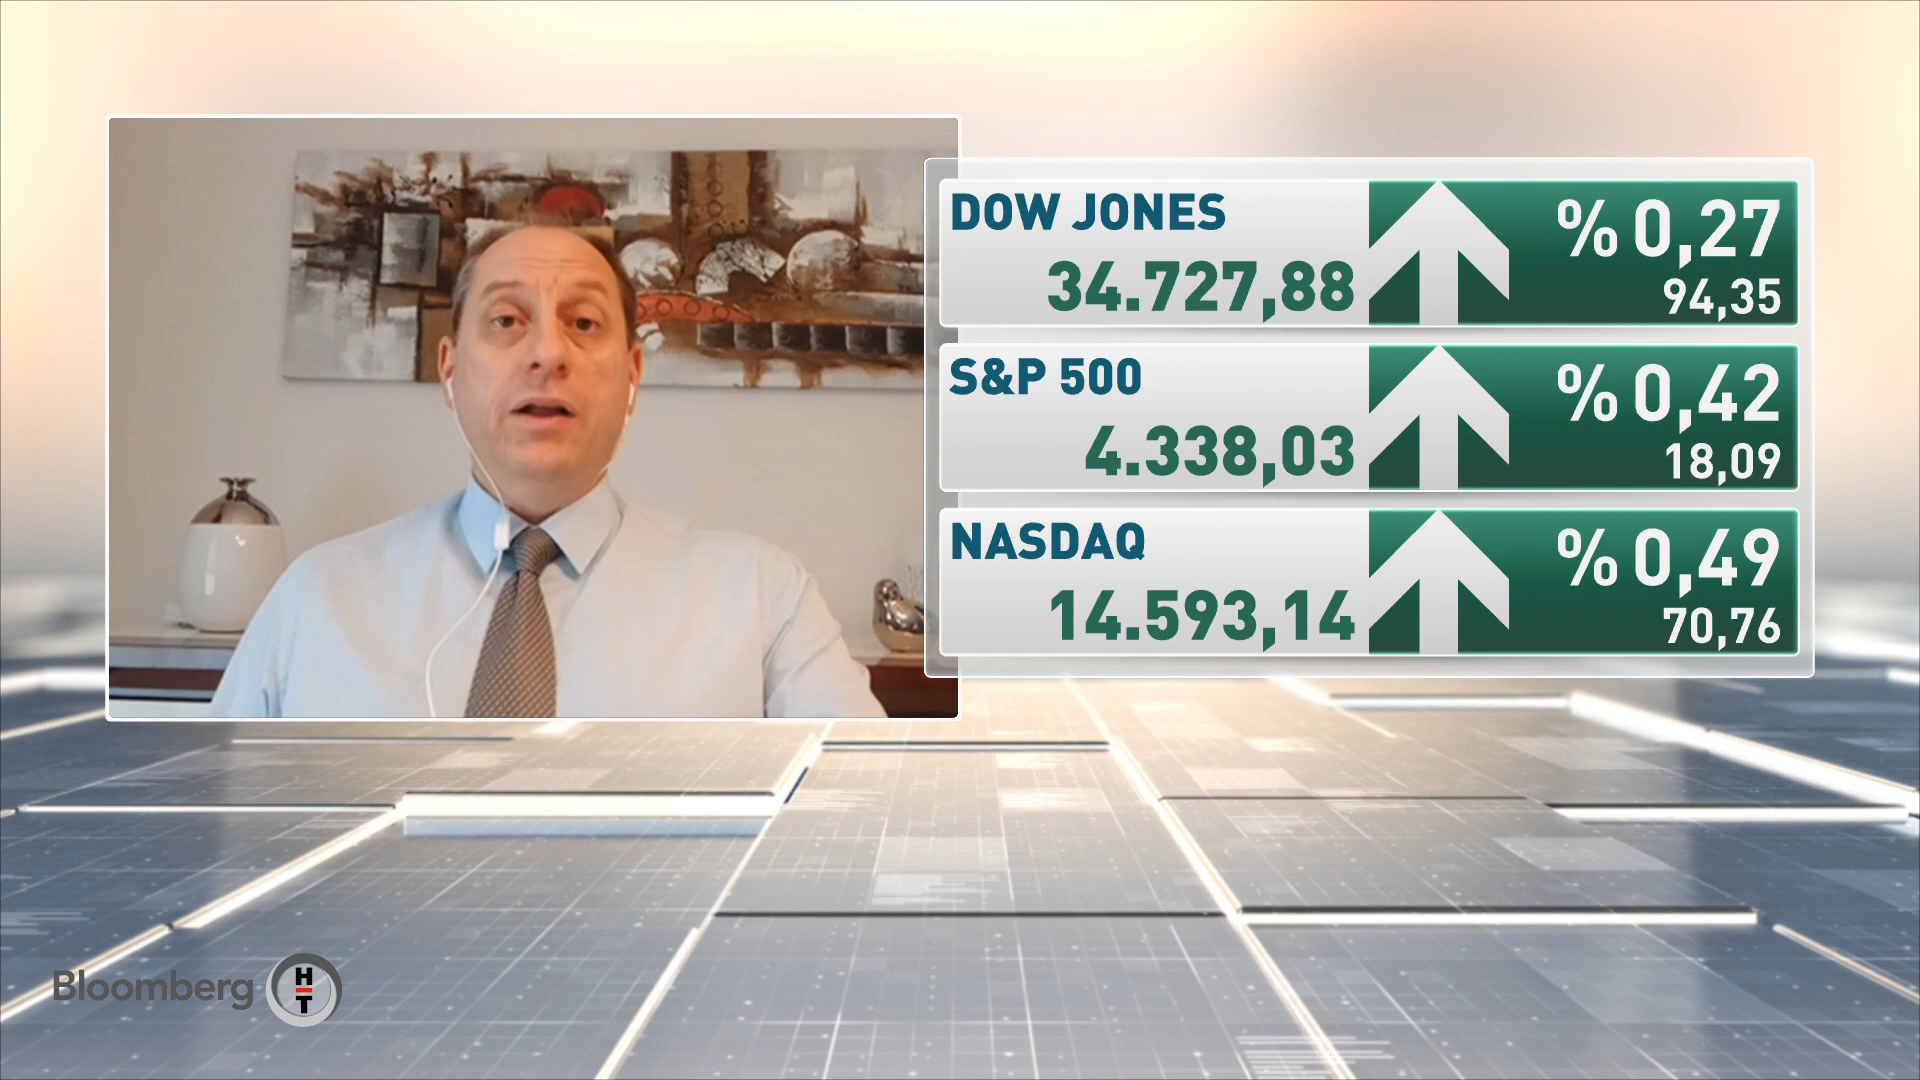 DOW JONES
34.727,88
% 0,27
94,35
S&P 500
4.338,03
% 0,42
18,09
NASDAQ
14.593,14
% 0,49
70,76
Bloomberg HT